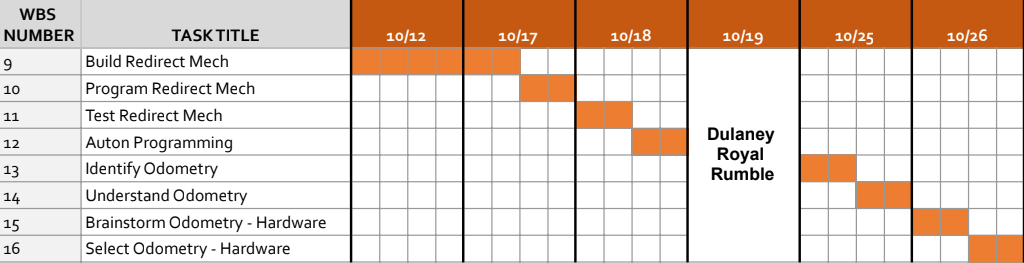 WBS NUMBER TASK TITLE 10/12 10/17 10/18 10/19 10/25 10/26
9 Build Redirect Mech
10 Program Redirect Mech
11 Test Redirect Mech
12 Auton Programming
13 Identify Odometry
14 Understand Odometry
15 Brainstorm Odometry - Hardware
16 Select Odometry - Hardware
Dulaney
Royal
Rumble